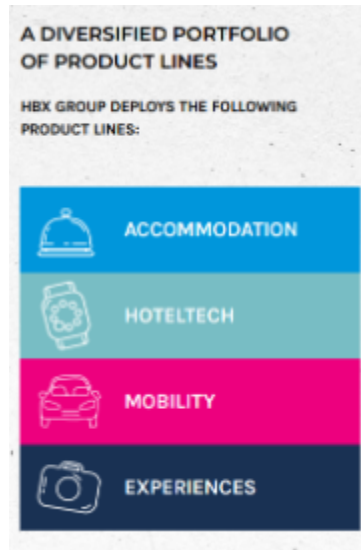 A DIVERSIFIED PORTFOLIO
OF PRODUCT LINES
HBX GROUP DEPLOYS THE FOLLOWING
PRODUCT LINES:
ACCOMMODATION
HOTELTECH
MOBILITY
EXPERIENCES